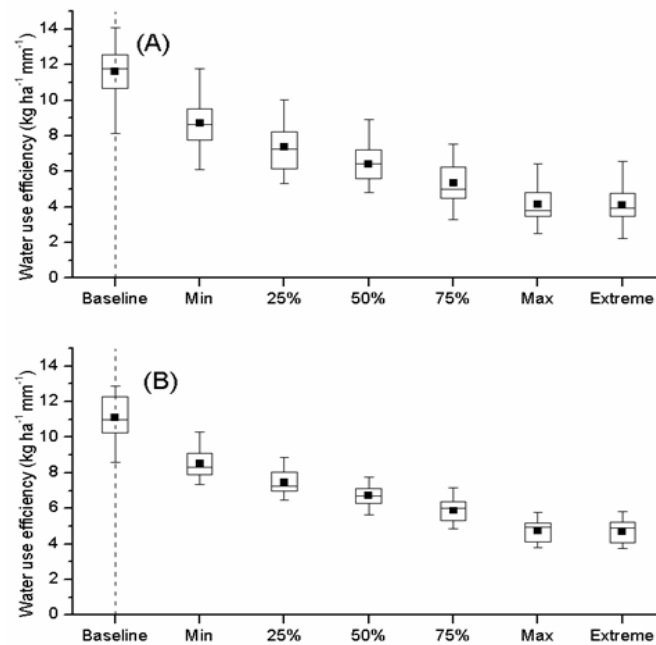 (A)
Water use efficiency (kg ha⁻¹ mm⁻¹)
14
12
10
8
6
4
2
0
Baseline Min 25% 50% 75% Max Extreme
(B)
Water use efficiency (kg ha⁻¹ mm⁻¹)
14
12
10
8
6
4
2
0
Baseline Min 25% 50% 75% Max Extreme